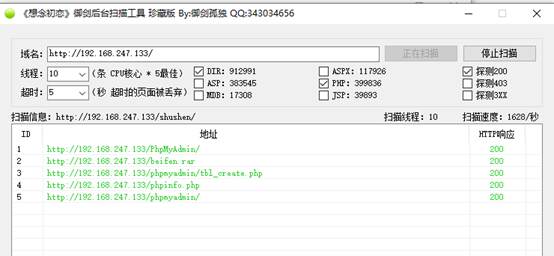 《想念初恋》御剑后台扫描工具 珍藏版 By:御剑孤独 QQ:343034656
域名: http://192.168.247.133/ 正在扫描 停止扫描
线程: 10 (条 CPU核心 * 5最佳) DIR: 912991 ASPX: 117926 探测200
ASP: 383545 PHP: 399836 探测403
超时: 5 (秒 超时的页面被丢弃) MDB: 17308 JSP: 39893 探测3XX
扫描信息: http://192.168.247.133/shushen/ 扫描线程: 10 扫描速度: 1628/秒
ID 地址 HTTP响应
1 http://192.168.247.133/PhpMyAdmin/ 200
2 http://192.168.247.133/beifen.rar 200
3 http://192.168.247.133/phpmyadmin/tbl_create.php 200
4 http://192.168.247.133/phpinfo.php 200
5 http://192.168.247.133/phpmyadmin/ 200